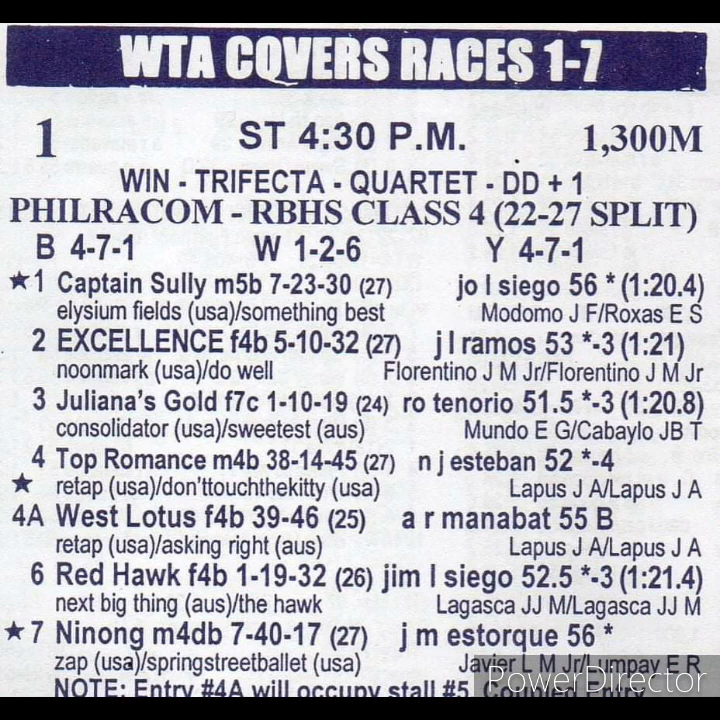 WTA COVERS RACES 1-7
1 ST 4:30 P.M. 1,300M
WIN - TRIFECTA - QUARTET - DD + 1
PHILRACOM - RBHS CLASS 4 (22-27 SPLIT)
B 4-7-1 W 1-2-6 Y 4-7-1
★1 Captain Sully m5b 7-23-30 (27) jo l siego 56 * (1:20.4)
elysium fields (usa)/something best Modomo J F/Roxas E S
2 EXCELLENCE f4b 5-10-32 (27) j l ramos 53 *-3 (1:21)
noonmark (usa)/do well Florentino J M Jr/Florentino J M Jr
3 Juliana's Gold f7c 1-10-19 (24) ro tenorio 51.5 *-3 (1:20.8)
consolidator (usa)/sweetest (aus) Mundo E G/Cabaylo JB T
4 Top Romance m4b 38-14-45 (27) n j esteban 52 *-4
★ retap (usa)/don'ttouchthekitty (usa) Lapus J A/Lapus J A
4A West Lotus f4b 39-46 (25) a r manabat 55 B
retap (usa)/asking right (aus) Lapus J A/Lapus J A
6 Red Hawk f4b 1-19-32 (26) jim l siego 52.5 *-3 (1:21.4)
next big thing (aus)/the hawk Lagasca JJ M/Lagasca JJ M
★7 Ninong m4db 7-40-17 (27) j m estorque 56 *
zap (usa)/springstreetballet (usa) Javier L M Jr/Lumpay E R
NOTE: Entry #4A will occupy stall #5, Coupled Entry
PowerDirector